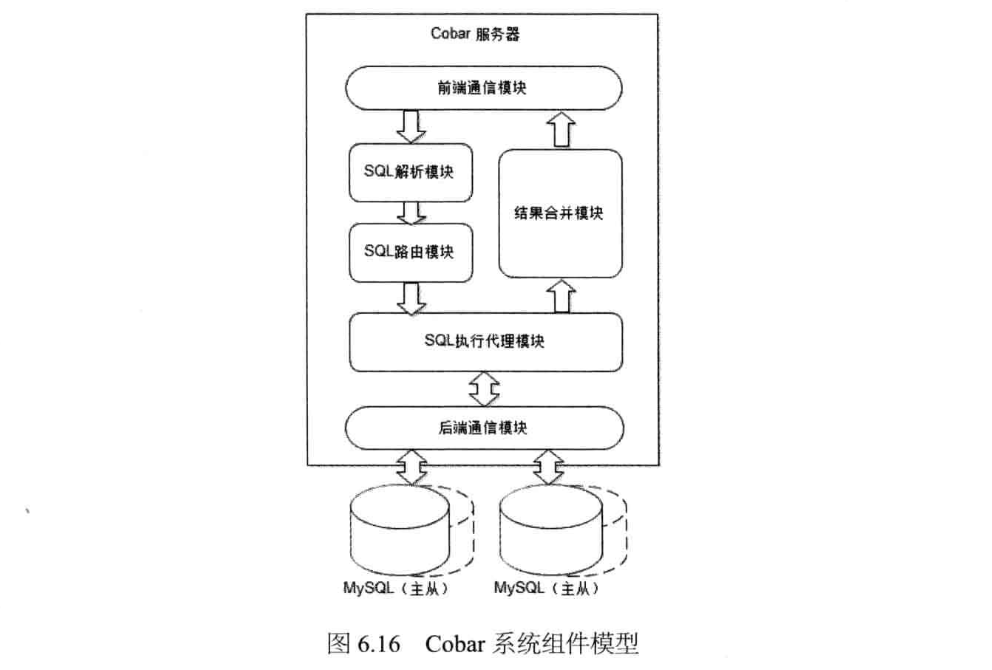 Cobar 服务器
前端通信模块
SQL解析模块
结果合并模块
SQL路由模块
SQL执行代理模块
后端通信模块
MySQL（主从）
MySQL（主从）
图 6.16 Cobar 系统组件模型